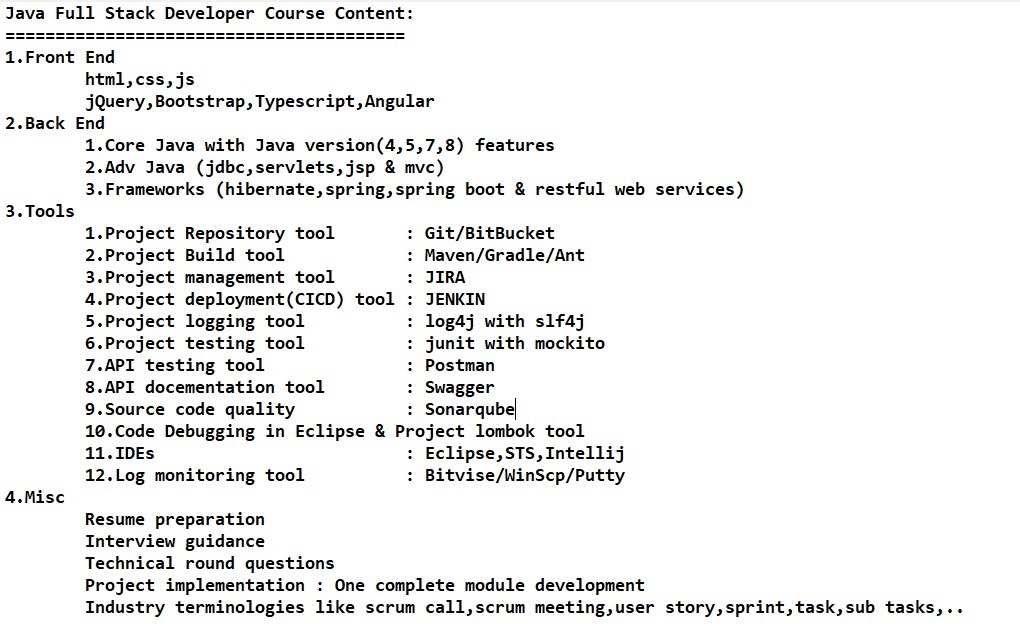 Java Full Stack Developer Course Content:
========================================
1.Front End
html,css,js
jQuery,Bootstrap,Typescript,Angular
2.Back End
1.Core Java with Java version(4,5,7,8) features
2.Adv Java (jdbc,servlets,jsp & mvc)
3.Frameworks (hibernate,spring,spring boot & restful web services)
3.Tools
1.Project Repository tool : Git/BitBucket
2.Project Build tool : Maven/Gradle/Ant
3.Project management tool : JIRA
4.Project deployment(CICD) tool : JENKIN
5.Project logging tool : log4j with slf4j
6.Project testing tool : junit with mockito
7.API testing tool : Postman
8.API docementation tool : Swagger
9.Source code quality : Sonarqube
10.Code Debugging in Eclipse & Project lombok tool
11.IDEs : Eclipse,STS,Intellij
12.Log monitoring tool : Bitvise/WinScp/Putty
4.Misc
Resume preparation
Interview guidance
Technical round questions
Project implementation : One complete module development
Industry terminologies like scrum call,scrum meeting,user story,sprint,task,sub tasks,..